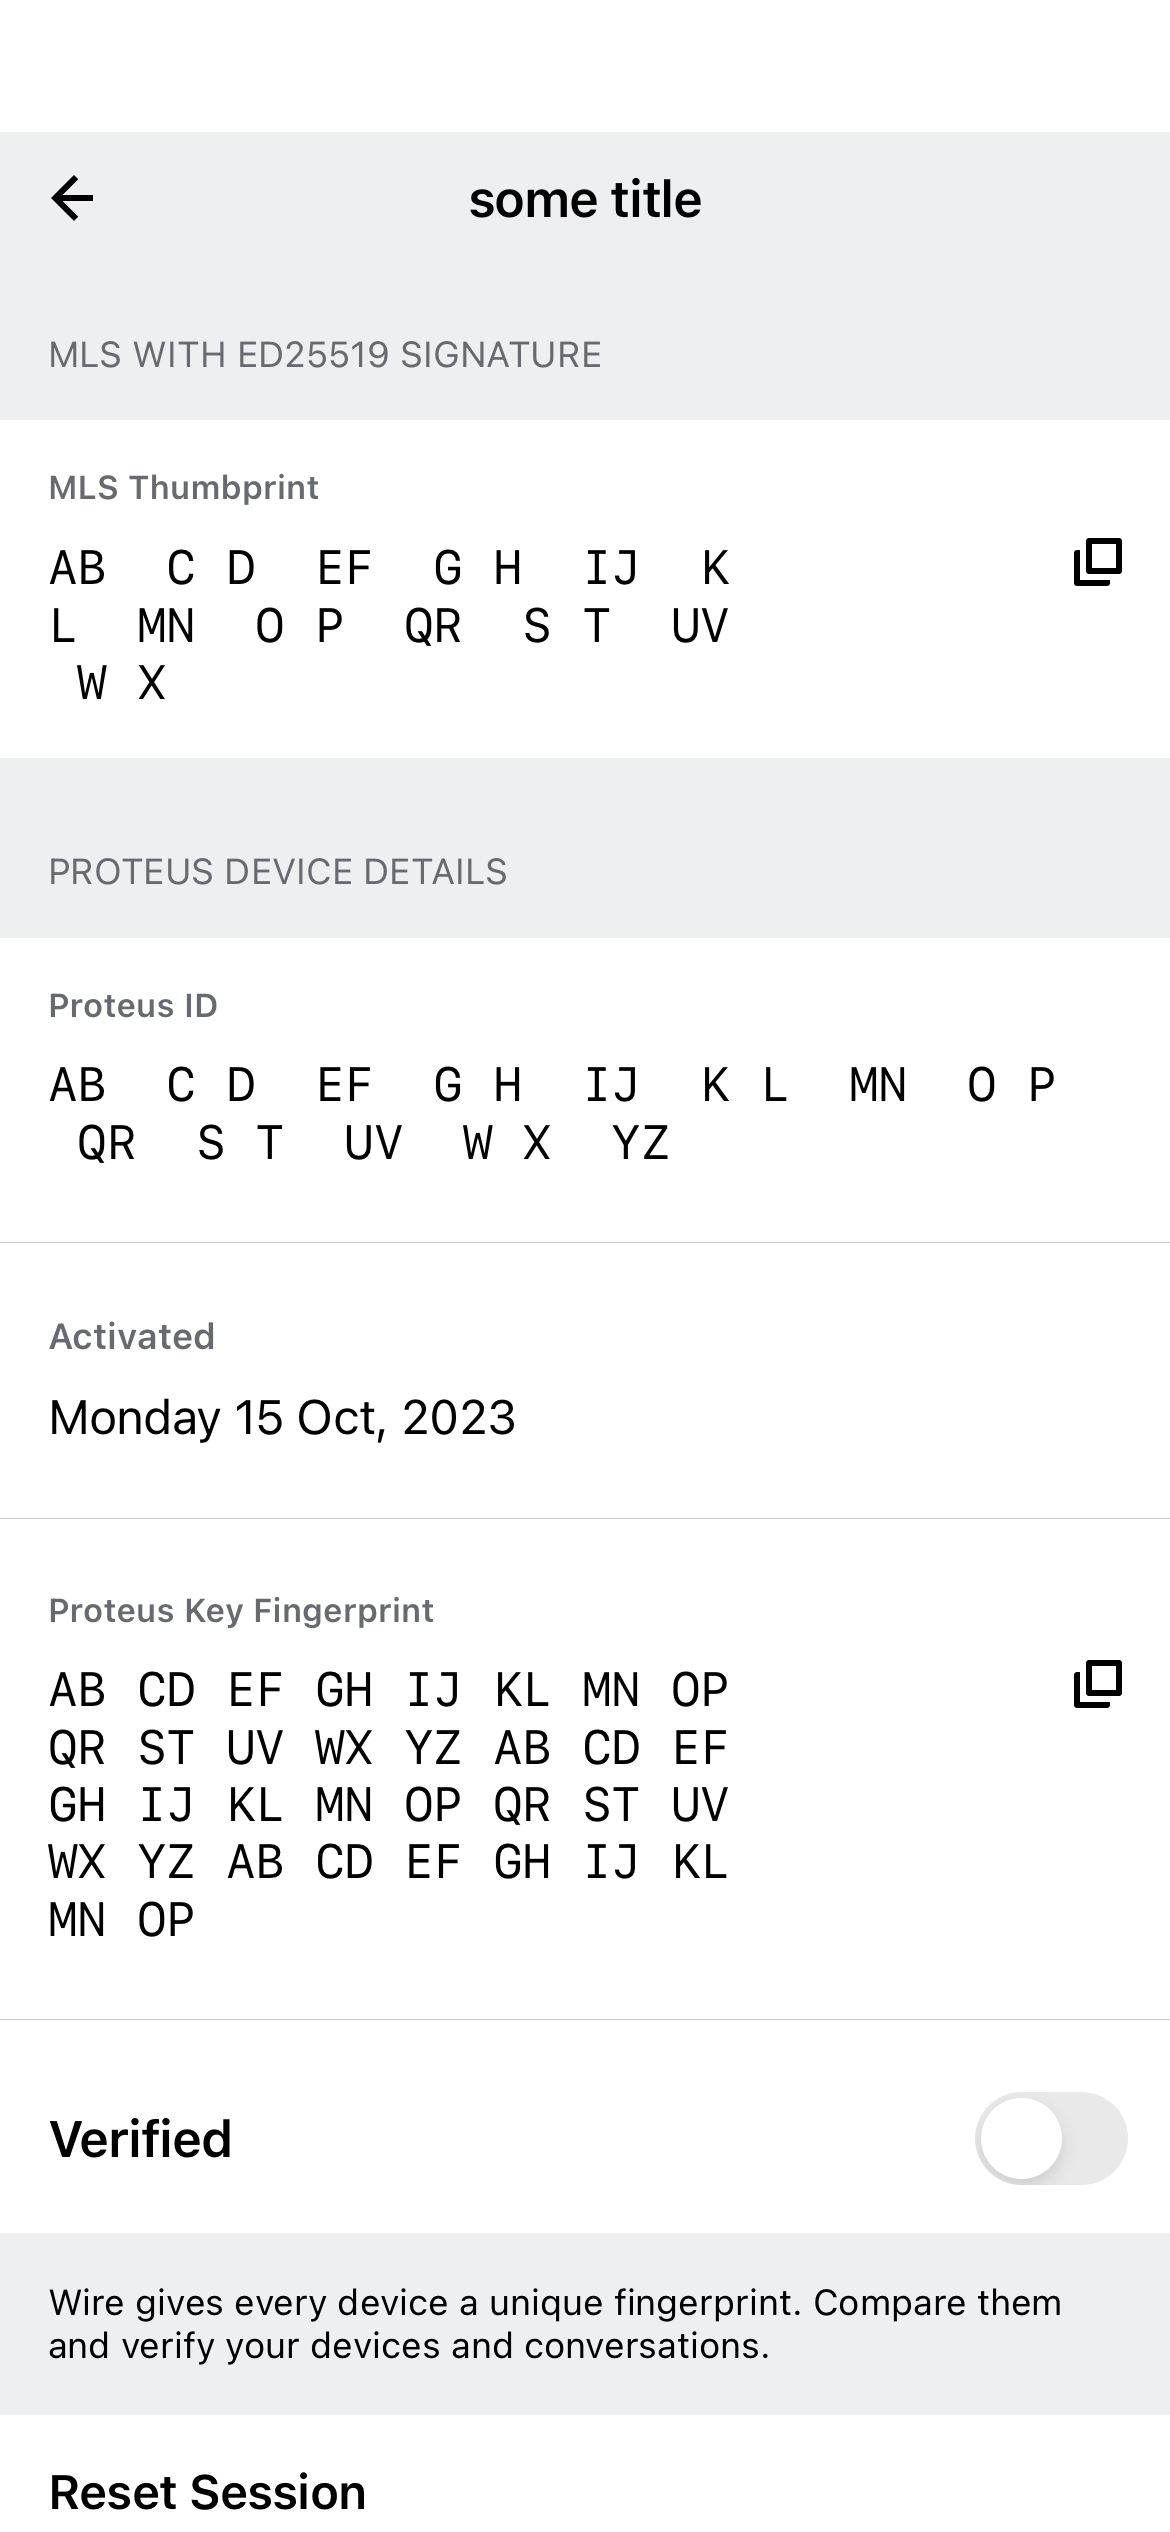 some title
MLS WITH ED25519 SIGNATURE
MLS Thumbprint
AB  C D  EF  G H  IJ  K
L  MN  O P  QR  S T  UV
 W X
PROTEUS DEVICE DETAILS
Proteus ID
AB  C D  EF  G H  IJ  K L  MN  O P
 QR  S T  UV  W X  YZ
Activated
Monday 15 Oct, 2023
Proteus Key Fingerprint
AB CD EF GH IJ KL MN OP
QR ST UV WX YZ AB CD EF
GH IJ KL MN OP QR ST UV
WX YZ AB CD EF GH IJ KL
MN OP
Verified
Wire gives every device a unique fingerprint. Compare them
and verify your devices and conversations.
Reset Session